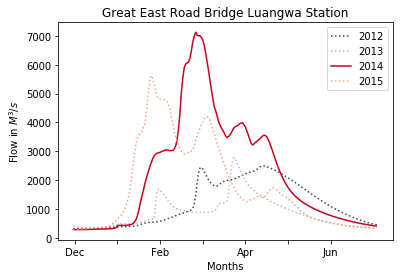 Great East Road Bridge Luangwa Station
Flow in M³/s
7000
6000
5000
4000
3000
2000
1000
0
2012
2013
2014
2015
Dec
Feb
Apr
Jun
Months